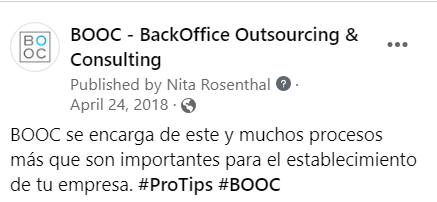 BO
OC
BOOC - BackOffice Outsourcing &
Consulting
Published by Nita Rosenthal ? ·
April 24, 2018 ·
BOOC se encarga de este y muchos procesos
más que son importantes para el establecimiento
de tu empresa. #ProTips #BOOC